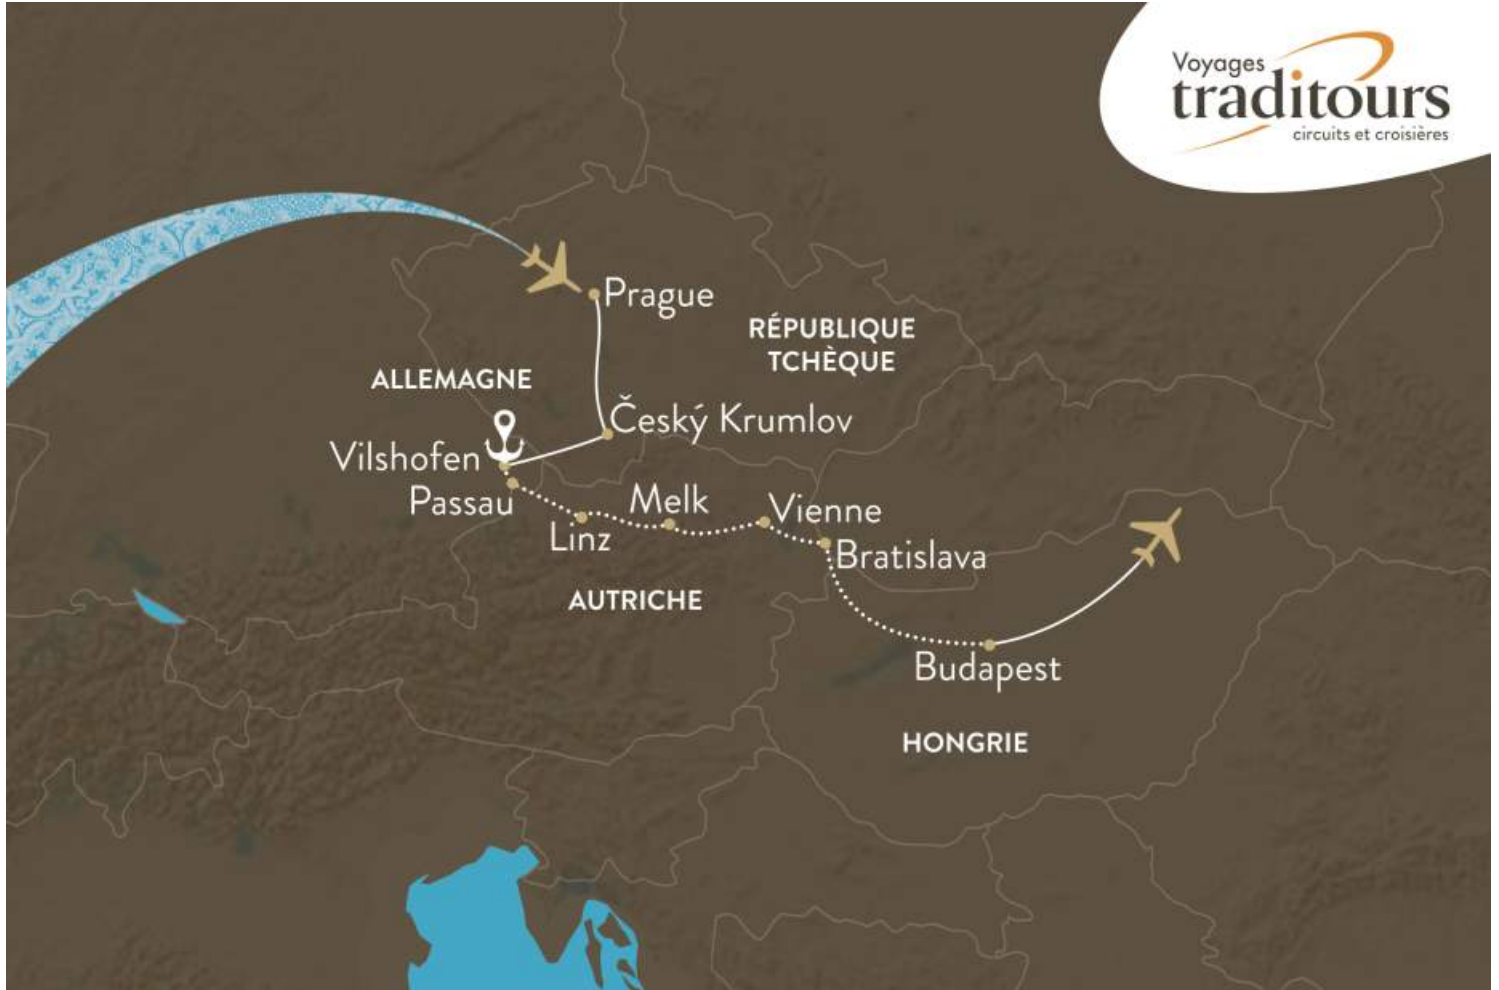 Voyages
traditours
circuits et croisières
Prague
RÉPUBLIQUE
TCHÈQUE
ALLEMAGNE
Český Krumlov
Vilshofen
Passau
Melk
Vienne
Linz
Bratislava
AUTRICHE
Budapest
HONGRIE